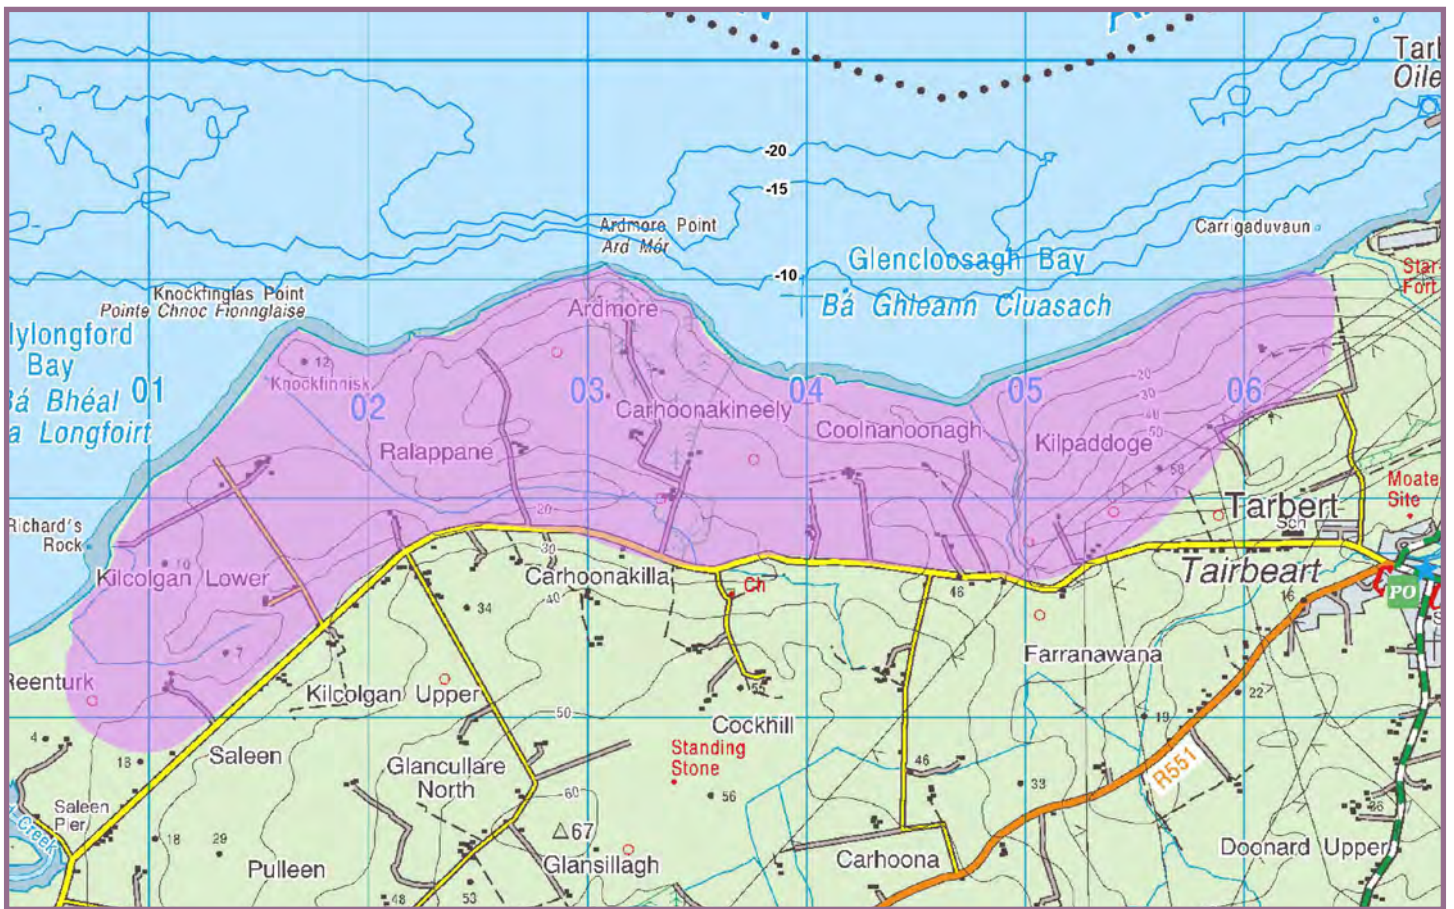 Tarl
Oile
-20
-15
Ardmore Point
Ard Mór
Carrigaduvaun
Glencloosagh Bay
Bá Ghleann Cluasach
-10
Star
Fort
Knockfinglas Point
Pointe Chnoc Fionnglaise
Ardmore
lylongford
Bay
Bá Bhéal
a Longfoirt
01
12
Knockfinnisk
02
03
04
05
06
20
30
40
50
Carhoonakineely
Coolnanoonagh
Kilpaddoge
58
Ralappane
Moate
Site
Tarbert
Sch
Tairbeart
PO
Richard's
Rock
20
30
40
10
Kilcolgan Lower
Carhoonakilla
Ch
34
46
16
7
Farranawana
Reenturk
Kilcolgan Upper
55
22
50
19
Cockhill
4
18
Saleen
Glancullare
North
Standing
Stone
46
33
R551
60
56
36
Saleen
Pier
Creek
18
29
67
Pulleen
Glansillagh
Carhoona
Doonard Upper
48
53